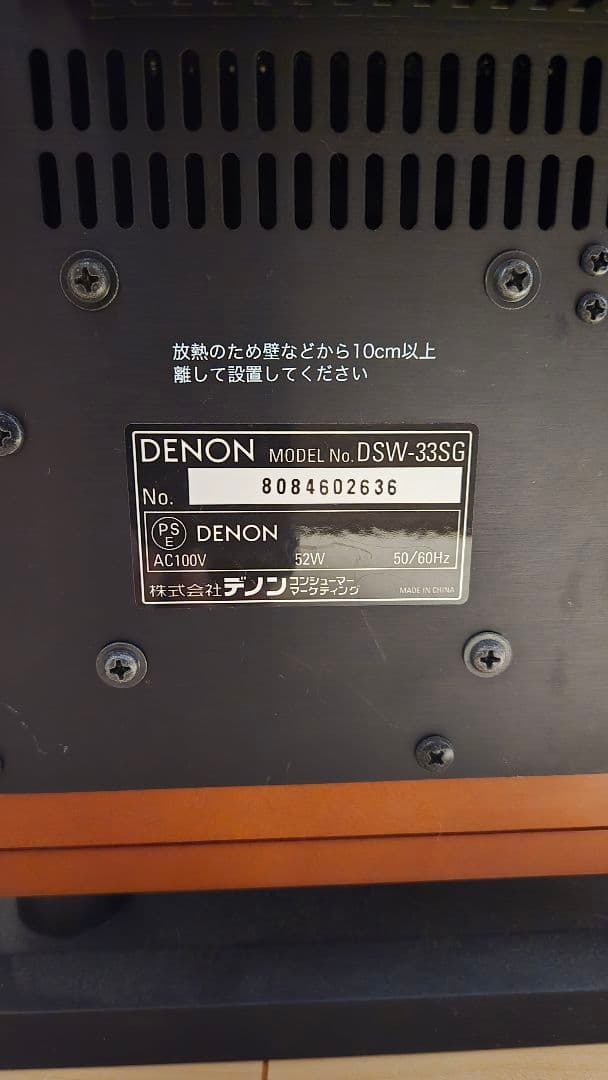 放熱のため壁などから10cm以上
離して設置してください
DENON MODEL No. DSW-33SG
No. 8084602636
PS E DENON
AC100V 52W 50/60Hz
株式会社デノン コンシューマー マーケティング MADE IN CHINA